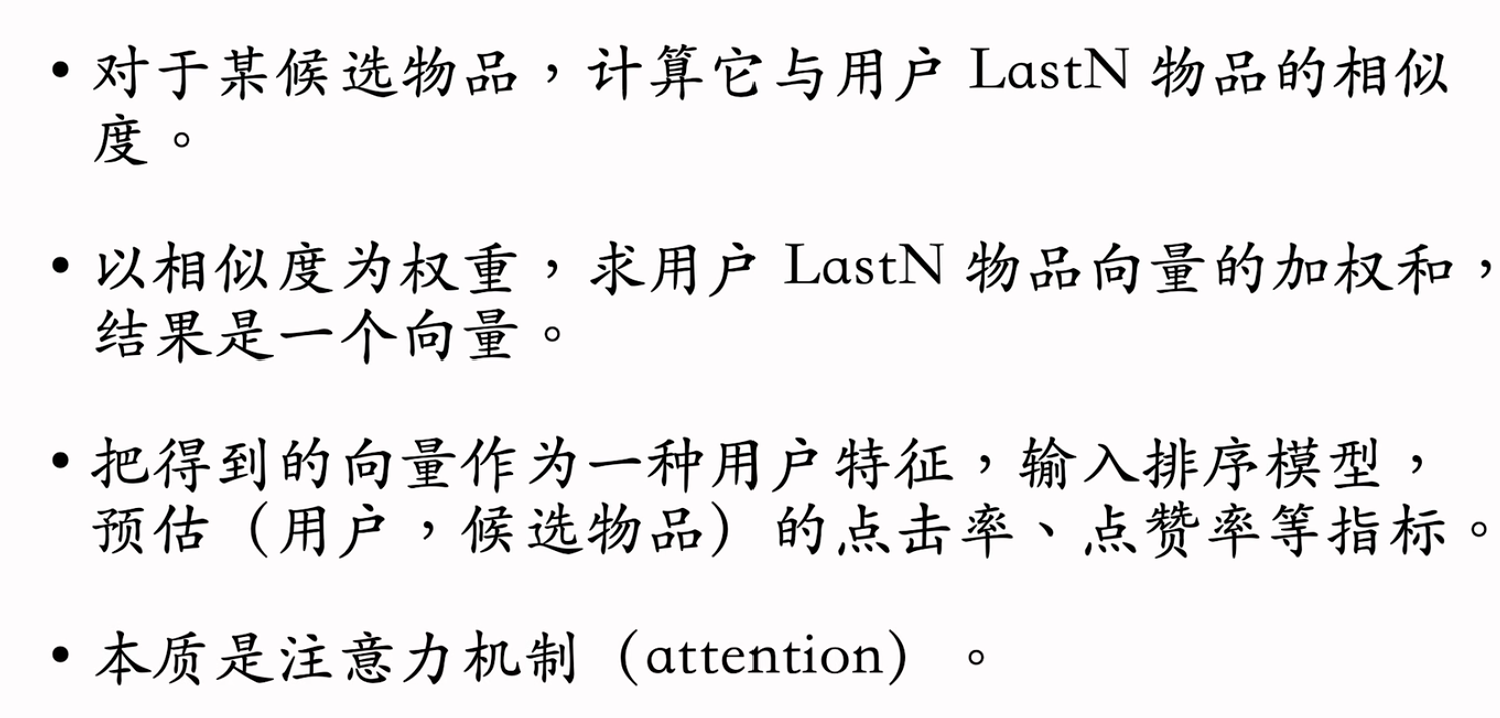 • 对于某候选物品，计算它与用户 LastN 物品的相似
度。
• 以相似度为权重，求用户 LastN 物品向量的加权和，
结果是一个向量。
• 把得到的向量作为一种用户特征，输入排序模型，
预估（用户，候选物品）的点击率、点赞率等指标。
• 本质是注意力机制（attention）。